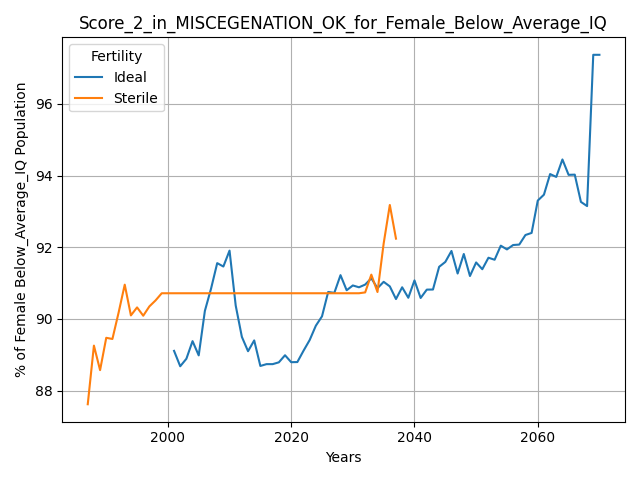 Score_2_in_MISCEGENATION_OK_for_Female_Below_Average_IQ
Fertility
Ideal
Sterile
% of Female Below_Average_IQ Population
96
94
92
90
88
2000
2020
2040
2060
Years